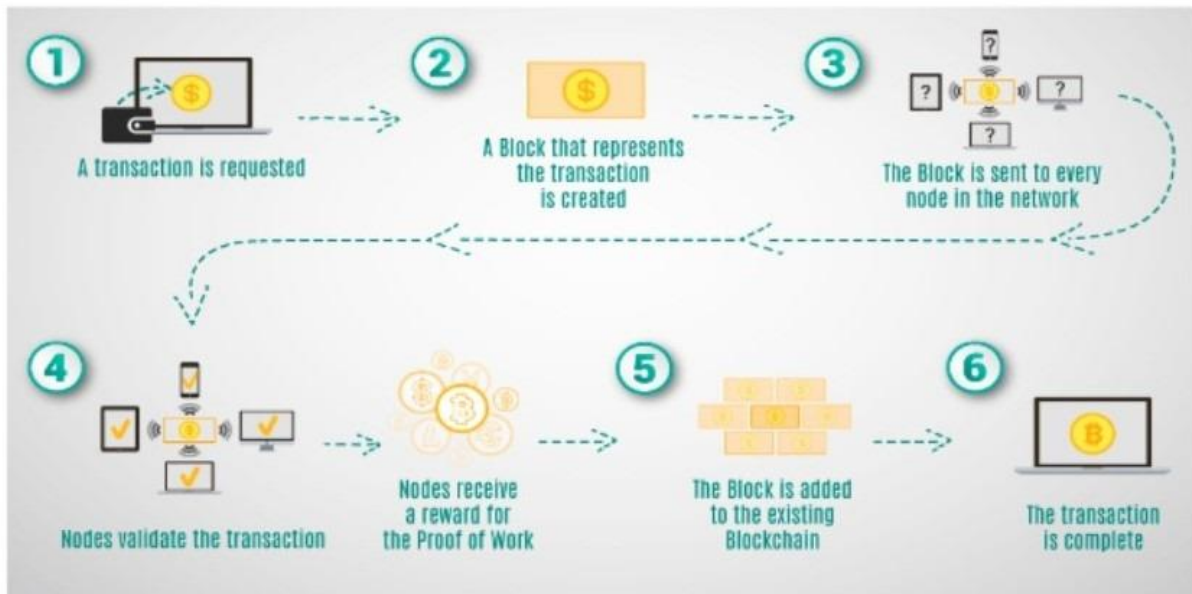 1
A transaction is requested
2
A Block that represents
the transaction
is created
3
?
?
?
?
$
The Block is sent to every
node in the network
4
$
Nodes validate the transaction
Nodes receive
a reward for
the Proof of Work
5
The Block is added
to the existing
Blockchain
6
The transaction
is complete